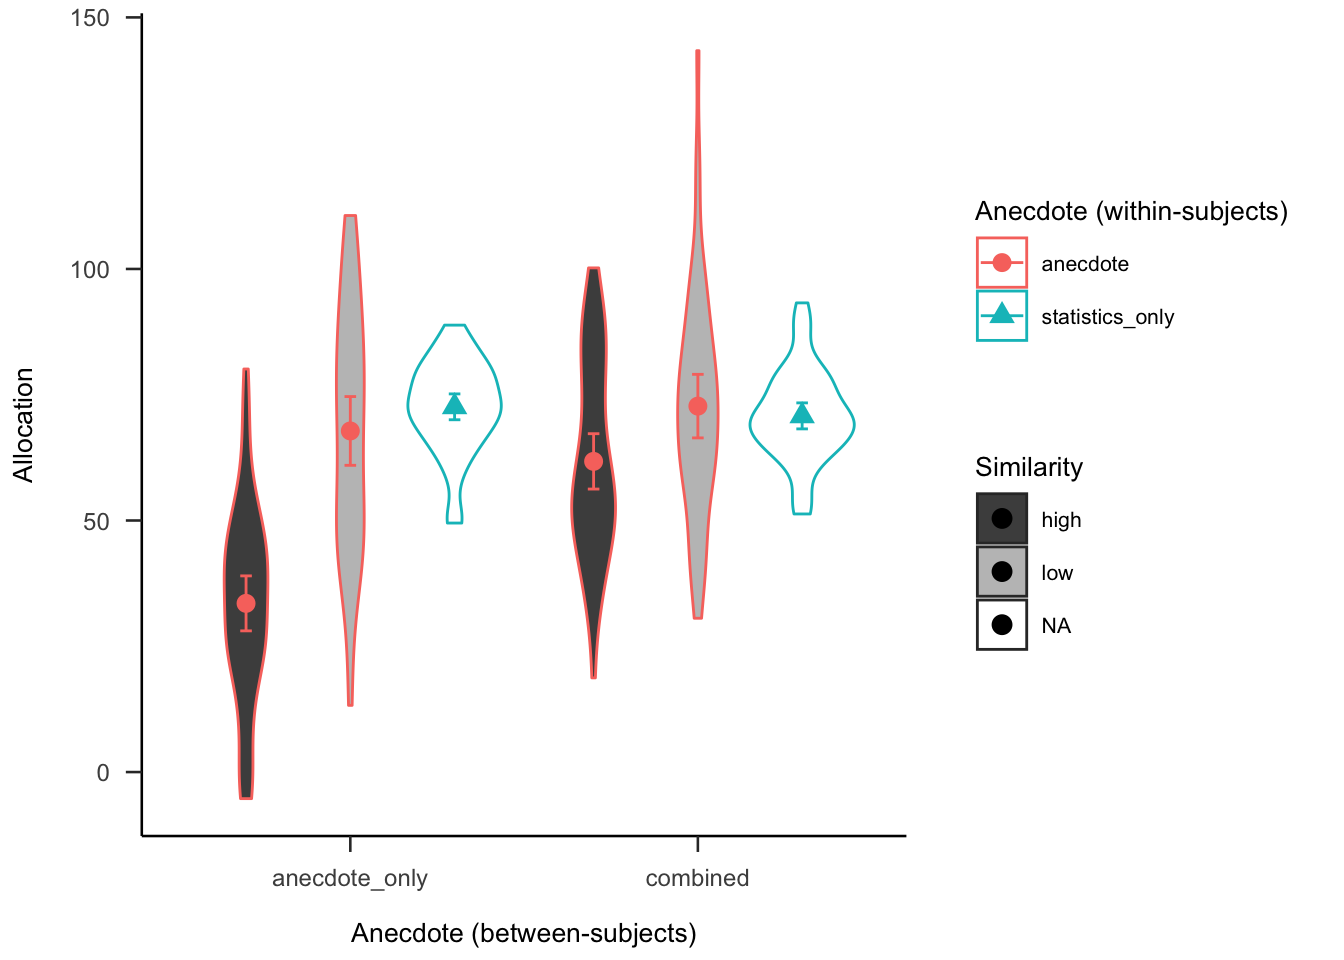 150
100
50
0
Allocation
anecdote_only
combined
Anecdote (between-subjects)
Anecdote (within-subjects)
anecdote
statistics_only
Similarity
high
low
NA